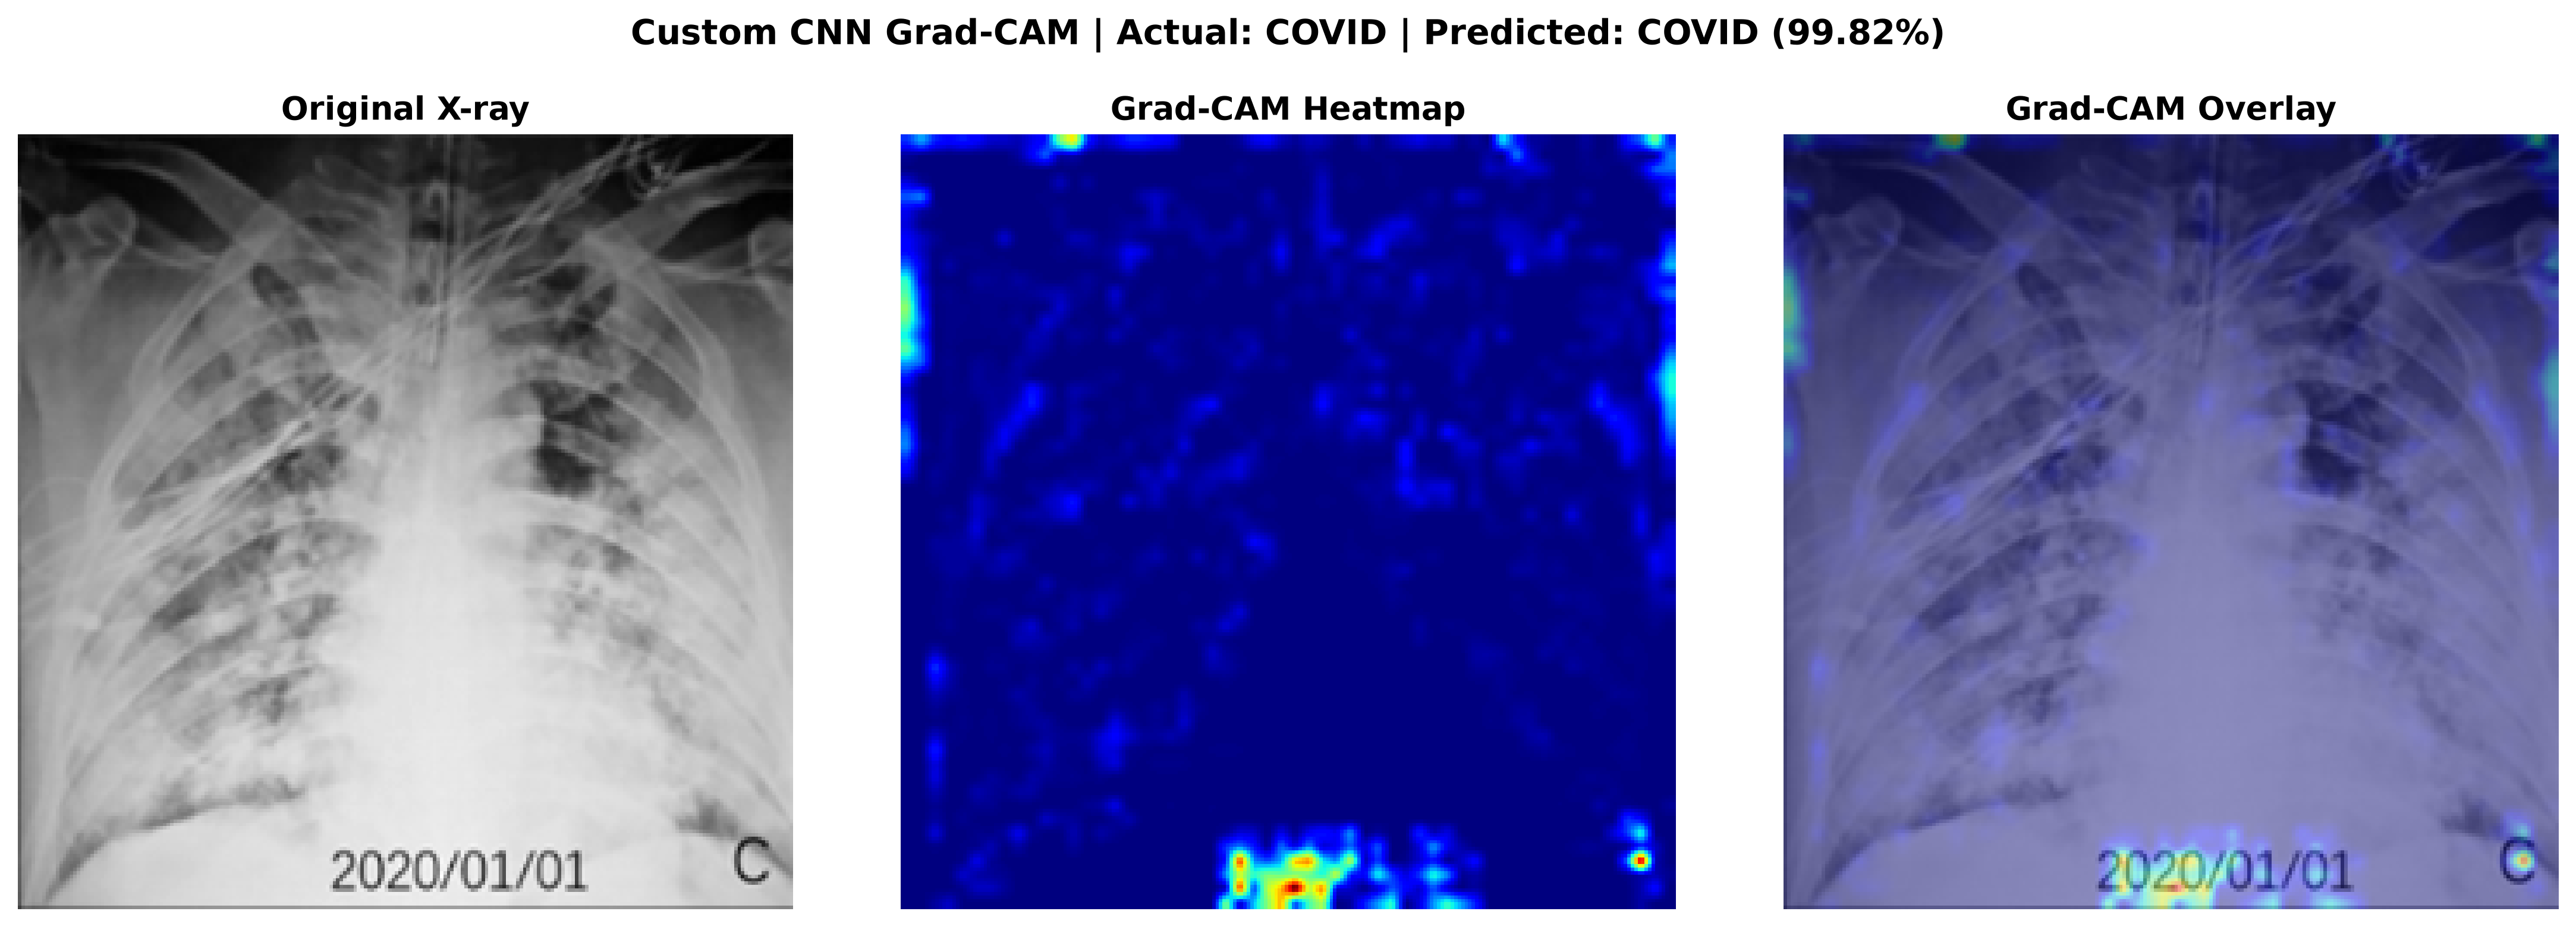 Custom CNN Grad-CAM | Actual: COVID | Predicted: COVID (99.82%)
Original X-ray
Grad-CAM Heatmap
Grad-CAM Overlay
2020/01/01
C
2020/01/01
C